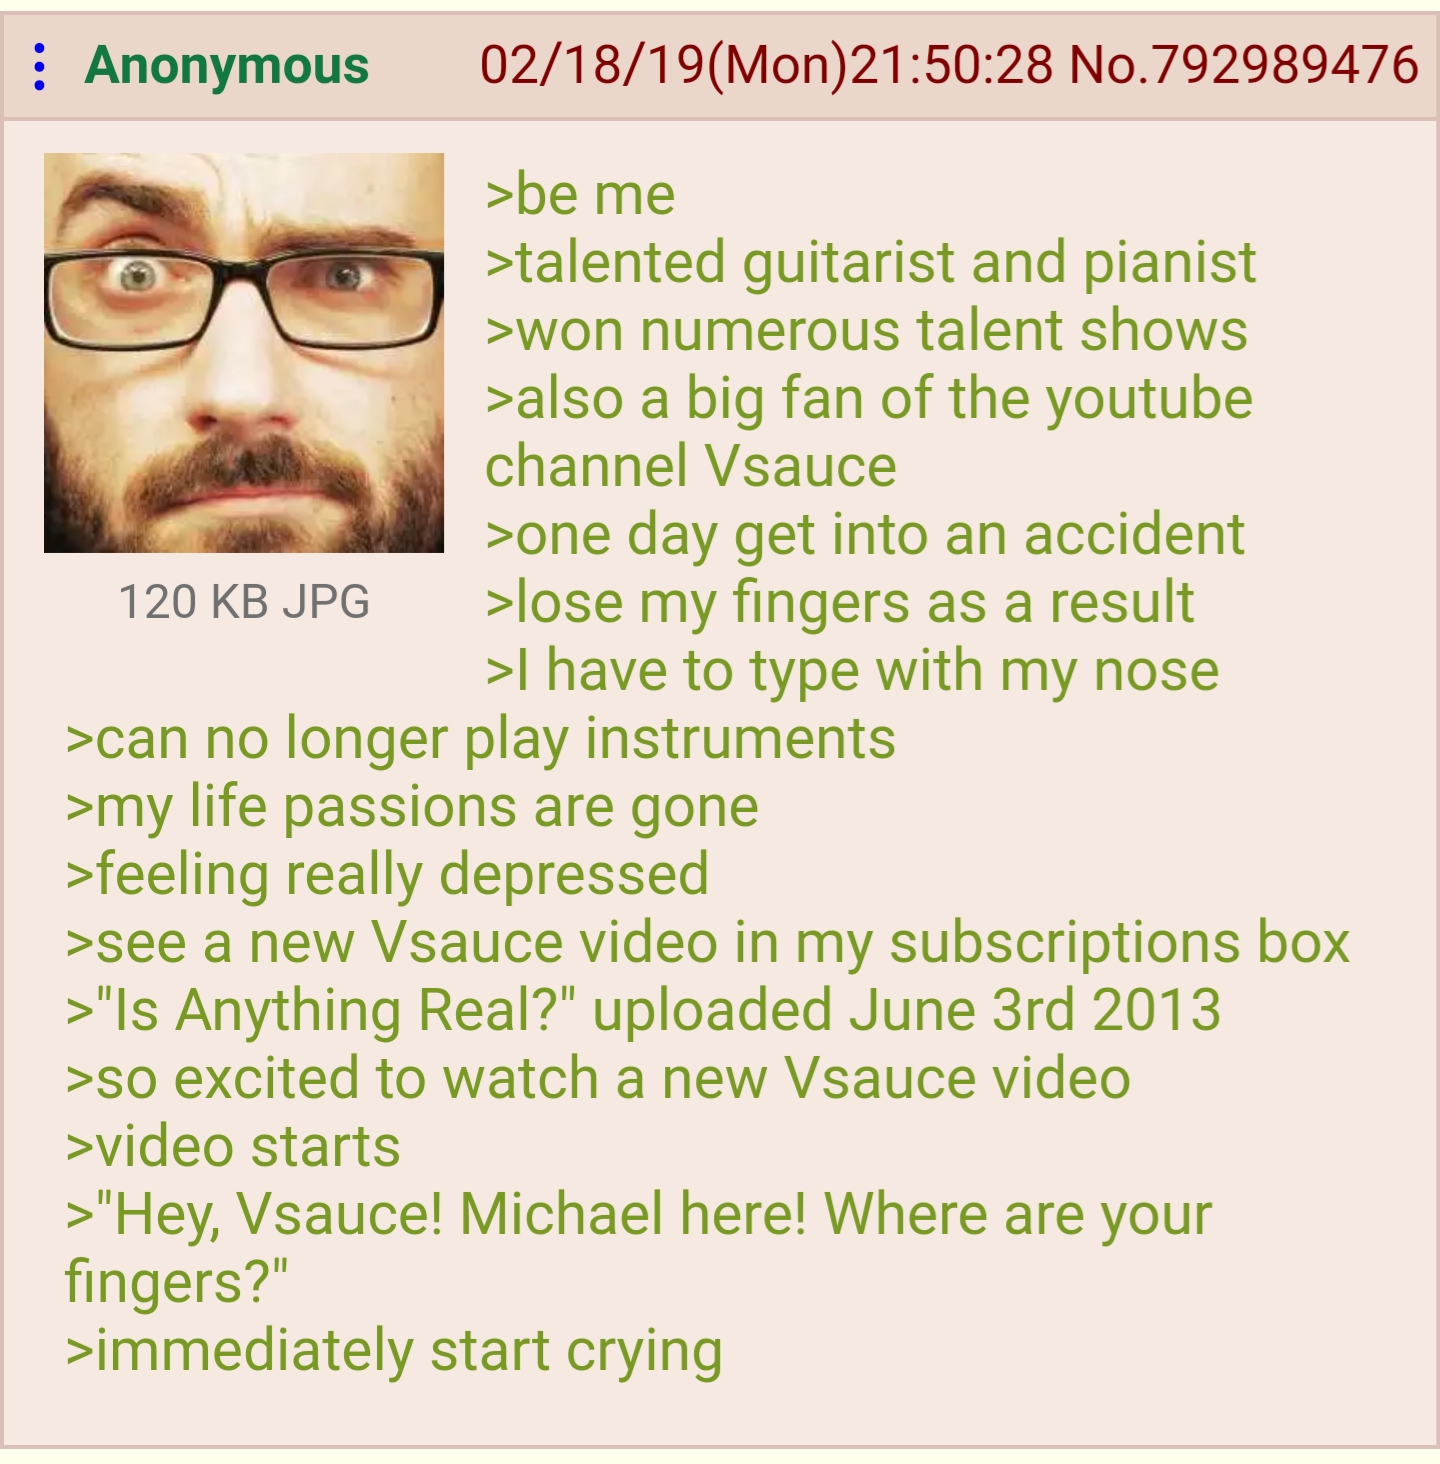 Anonymous 02/18/19(Mon)21:50:28 No.792989476
>be me
>talented guitarist and pianist
>won numerous talent shows
>also a big fan of the youtube
channel Vsauce
>one day get into an accident
>lose my fingers as a result
>I have to type with my nose
120 KB JPG
>can no longer play instruments
>my life passions are gone
>feeling really depressed
>see a new Vsauce video in my subscriptions box
>"Is Anything Real?" uploaded June 3rd 2013
>so excited to watch a new Vsauce video
>video starts
>"Hey, Vsauce! Michael here! Where are your
fingers?"
>immediately start crying